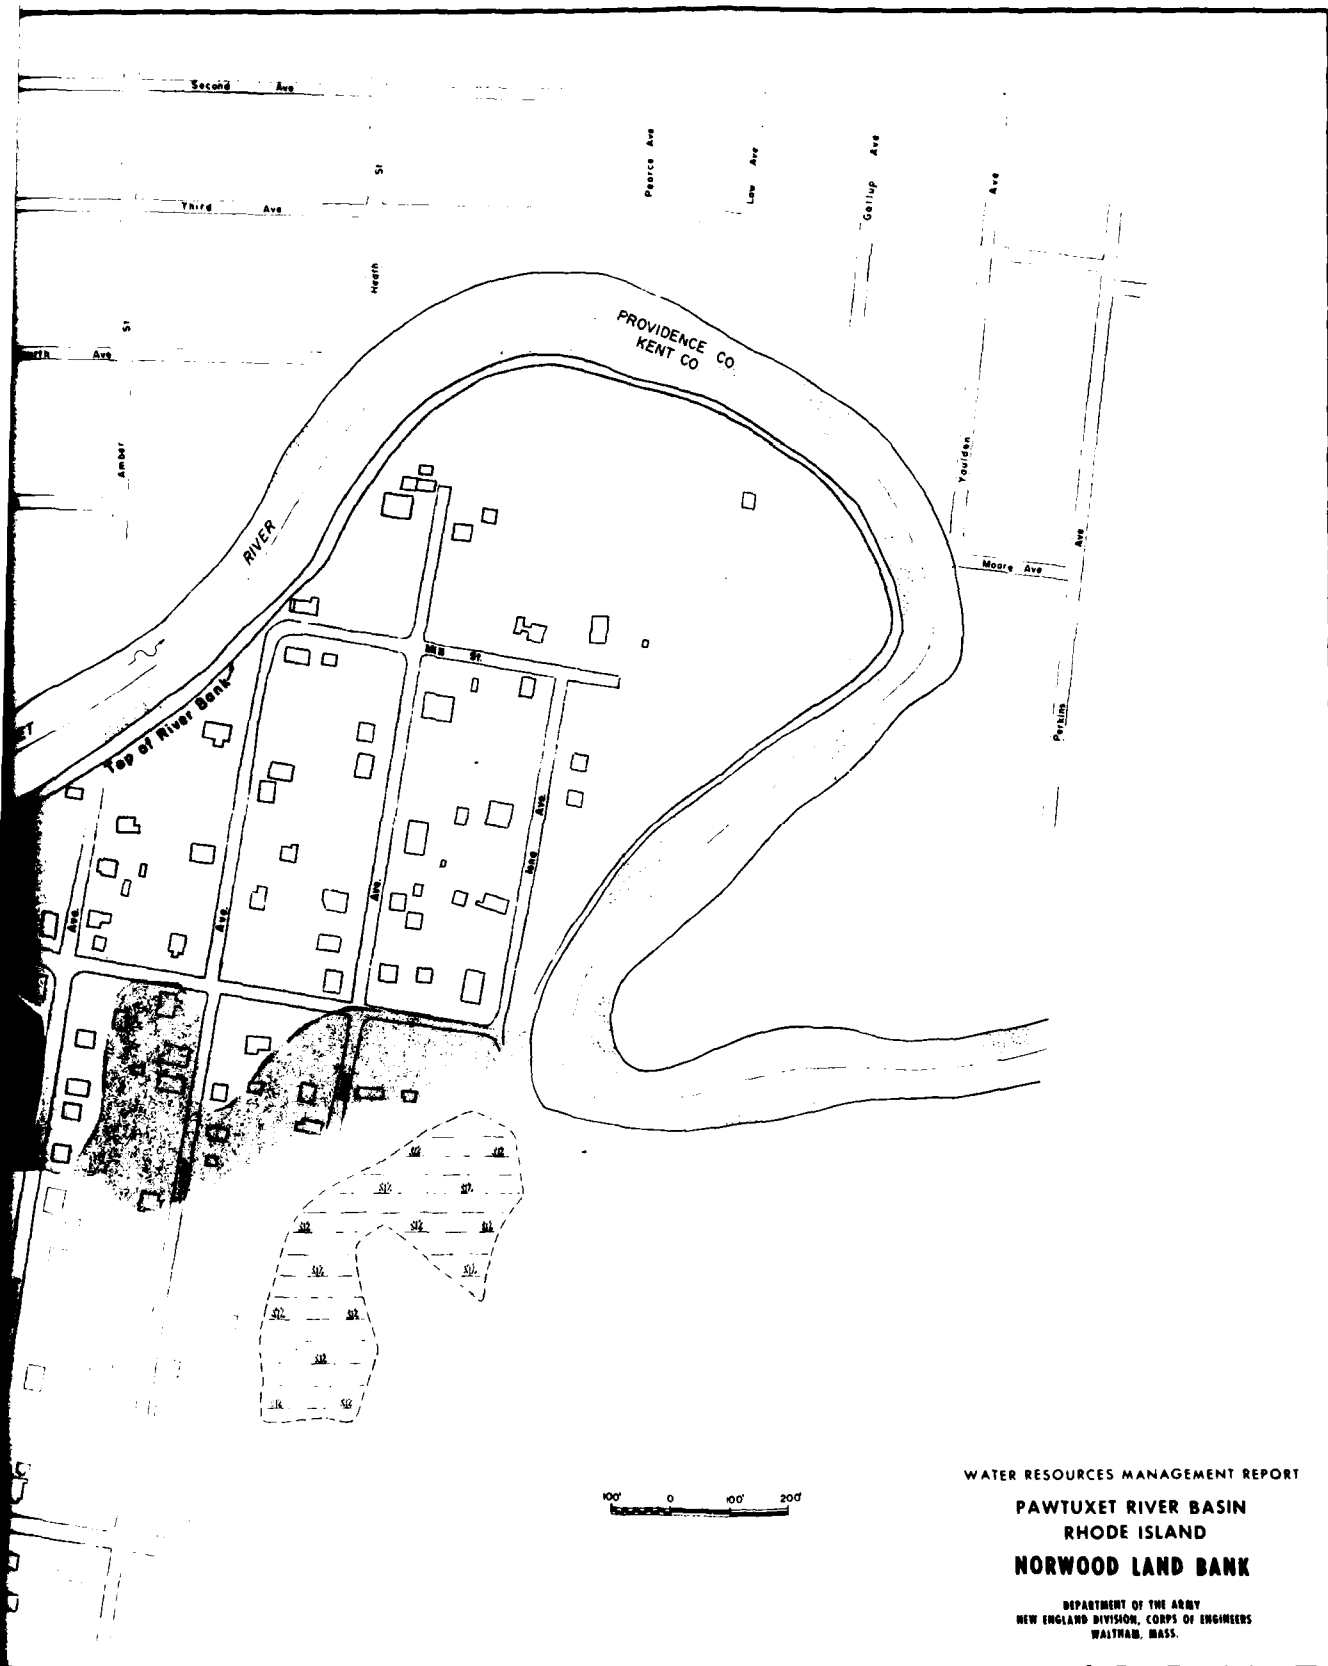 Second Ave
Pearce Ave
Law Ave
Gallup Ave
Ave
St
Third Ave
Heath
St
Ave
PROVIDENCE CO
KENT CO
Amber
Youlden
RIVER
Ave
Moore Ave
Mill St.
Top of River Bank
Perkins
Ave.
Iona
Ave.
Ave.
Ave.
100' 0 100' 200'
WATER RESOURCES MANAGEMENT REPORT
PAWTUXET RIVER BASIN
RHODE ISLAND
NORWOOD LAND BANK
DEPARTMENT OF THE ARMY
NEW ENGLAND DIVISION, CORPS OF ENGINEERS
WALTHAM, MASS.